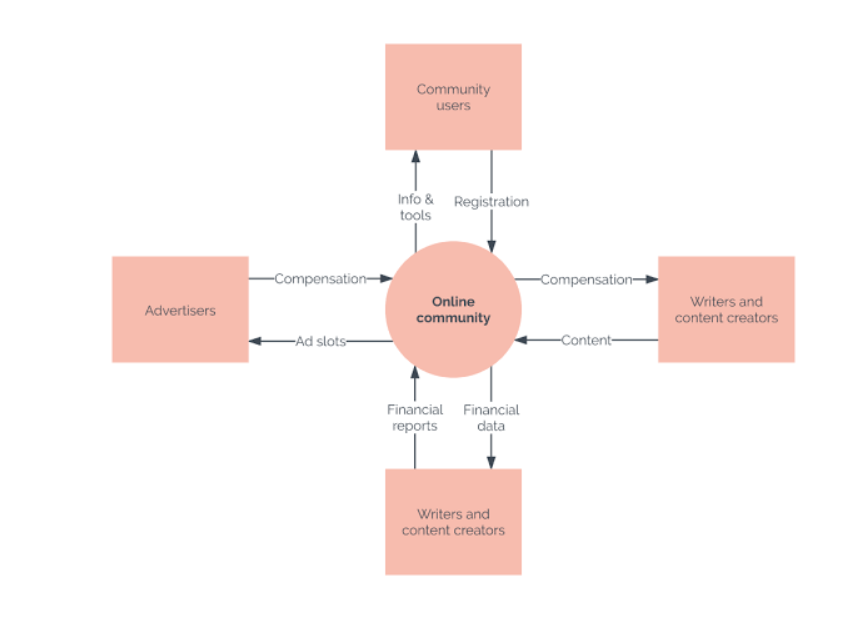 Community
users
Info &
tools
Registration
Compensation
Compensation
Advertisers
Online
community
Writers and
content creators
Ad slots
Content
Financial
reports
Financial
data
Writers and
content creators